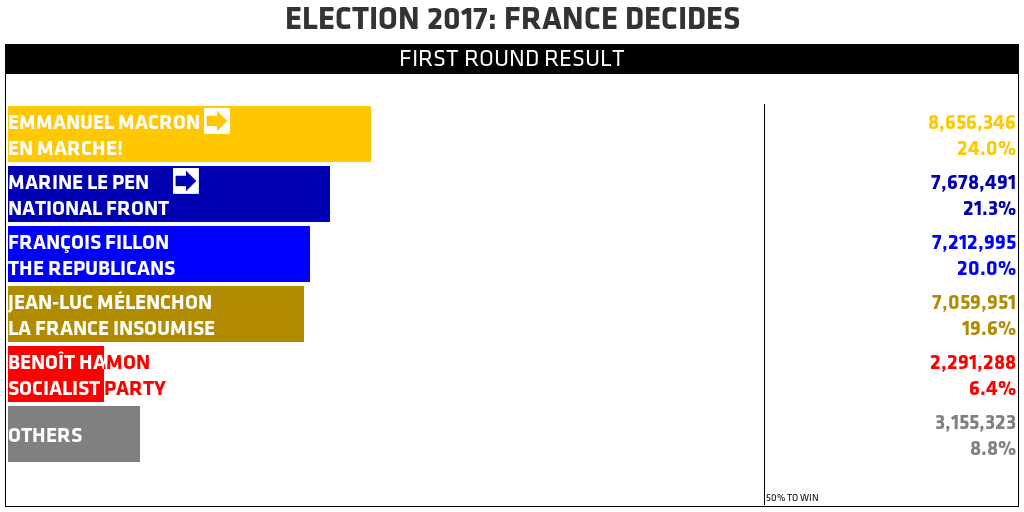 ELECTION 2017: FRANCE DECIDES
FIRST ROUND RESULT
EMMANUEL MACRON 8,656,346
EN MARCHE! 24.0%
MARINE LE PEN 7,678,491
NATIONAL FRONT 21.3%
FRANÇOIS FILLON 7,212,995
THE REPUBLICANS 20.0%
JEAN-LUC MÉLENCHON 7,059,951
LA FRANCE INSOUMISE 19.6%
BENOÎT HAMON 2,291,288
SOCIALIST PARTY 6.4%
OTHERS 3,155,323
8.8%
50% TO WIN